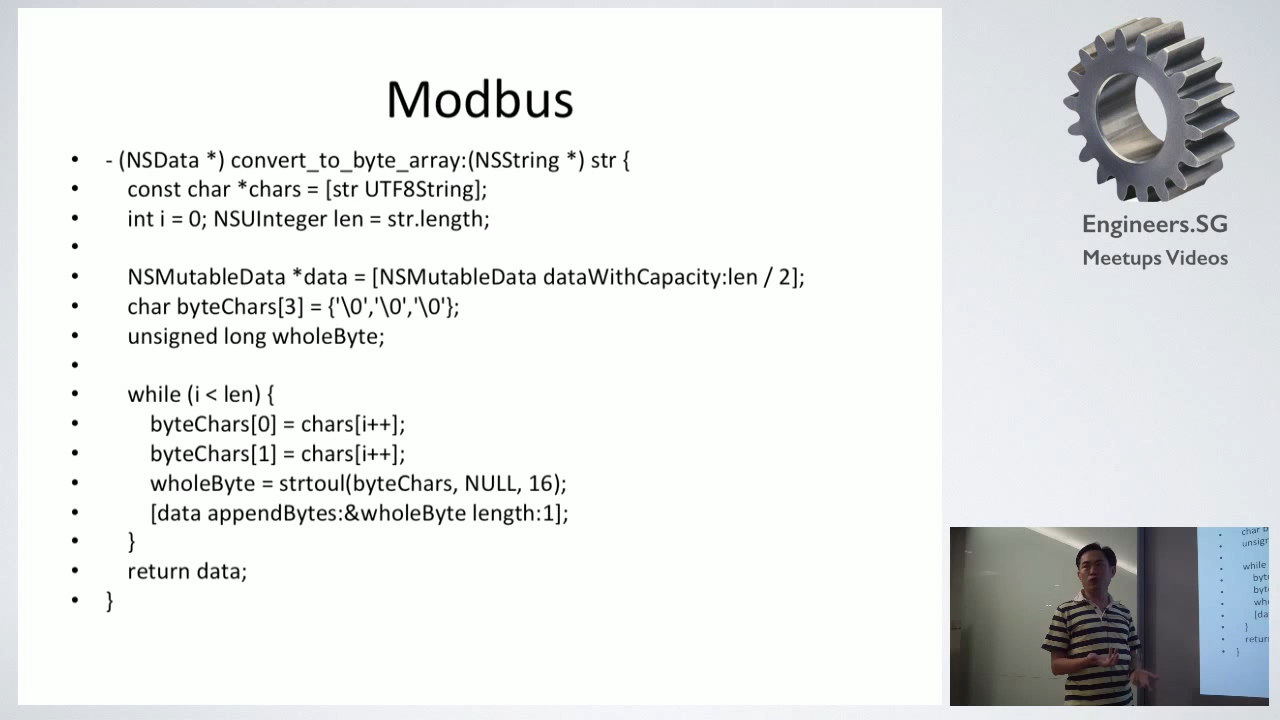 Modbus
• - (NSData *) convert_to_byte_array:(NSString *) str {
• const char *chars = [str UTF8String];
• int i = 0; NSUInteger len = str.length;
•
• NSMutableData *data = [NSMutableData dataWithCapacity:len / 2];
• char byteChars[3] = {'\0','\0','\0'};
• unsigned long wholeByte;
•
• while (i < len) {
• byteChars[0] = chars[i++];
• byteChars[1] = chars[i++];
• wholeByte = strtoul(byteChars, NULL, 16);
• [data appendBytes:&wholeByte length:1];
• }
• return data;
• }
Engineers.SG
Meetups Videos
while
}
• }